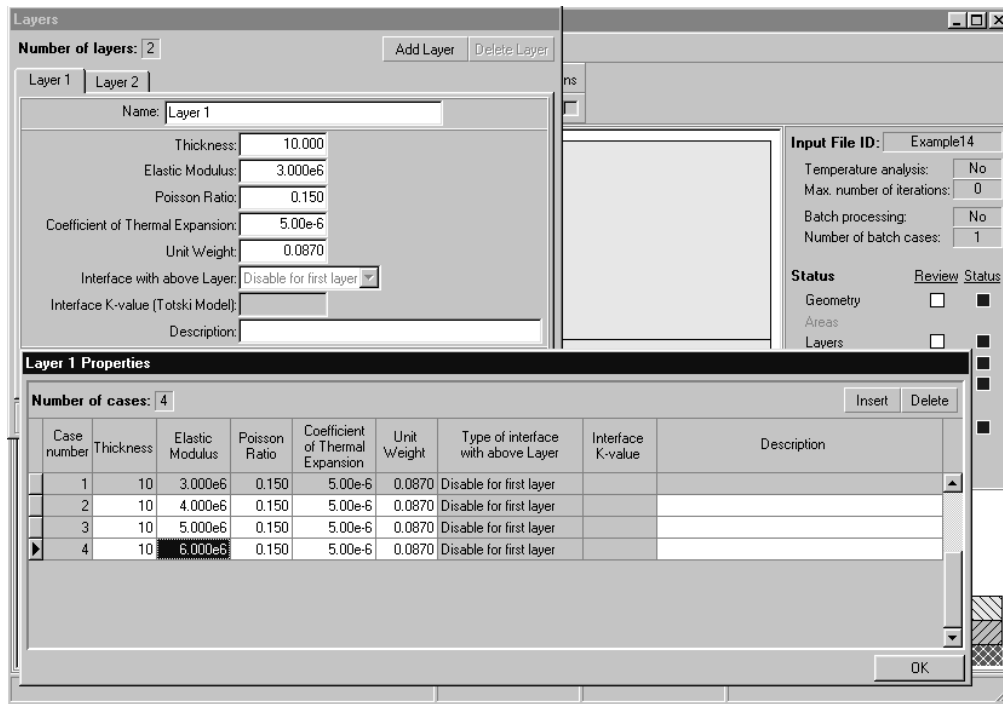 Layers
Number of layers: 2
Add Layer
Delete Layer
Layer 1
Layer 2
Name: Layer 1
Thickness: 10.000
Elastic Modulus: 3.000e6
Poisson Ratio: 0.150
Coefficient of Thermal Expansion: 5.00e-6
Unit Weight: 0.0870
Interface with above Layer: Disable for first layer
Interface K-value (Totski Model):
Description:
ns
Input File ID: Example14
Temperature analysis: No
Max. number of iterations: 0
Batch processing: No
Number of batch cases: 1
Status Review Status
Geometry
Areas
Layers
Layer 1 Properties
Number of cases: 4
Insert
Delete
Case number Thickness Elastic Modulus Poisson Ratio Coefficient of Thermal Expansion Unit Weight Type of interface with above Layer Interface K-value Description
1 10 3.000e6 0.150 5.00e-6 0.0870 Disable for first layer
2 10 4.000e6 0.150 5.00e-6 0.0870 Disable for first layer
3 10 5.000e6 0.150 5.00e-6 0.0870 Disable for first layer
4 10 6.000e6 0.150 5.00e-6 0.0870 Disable for first layer
OK